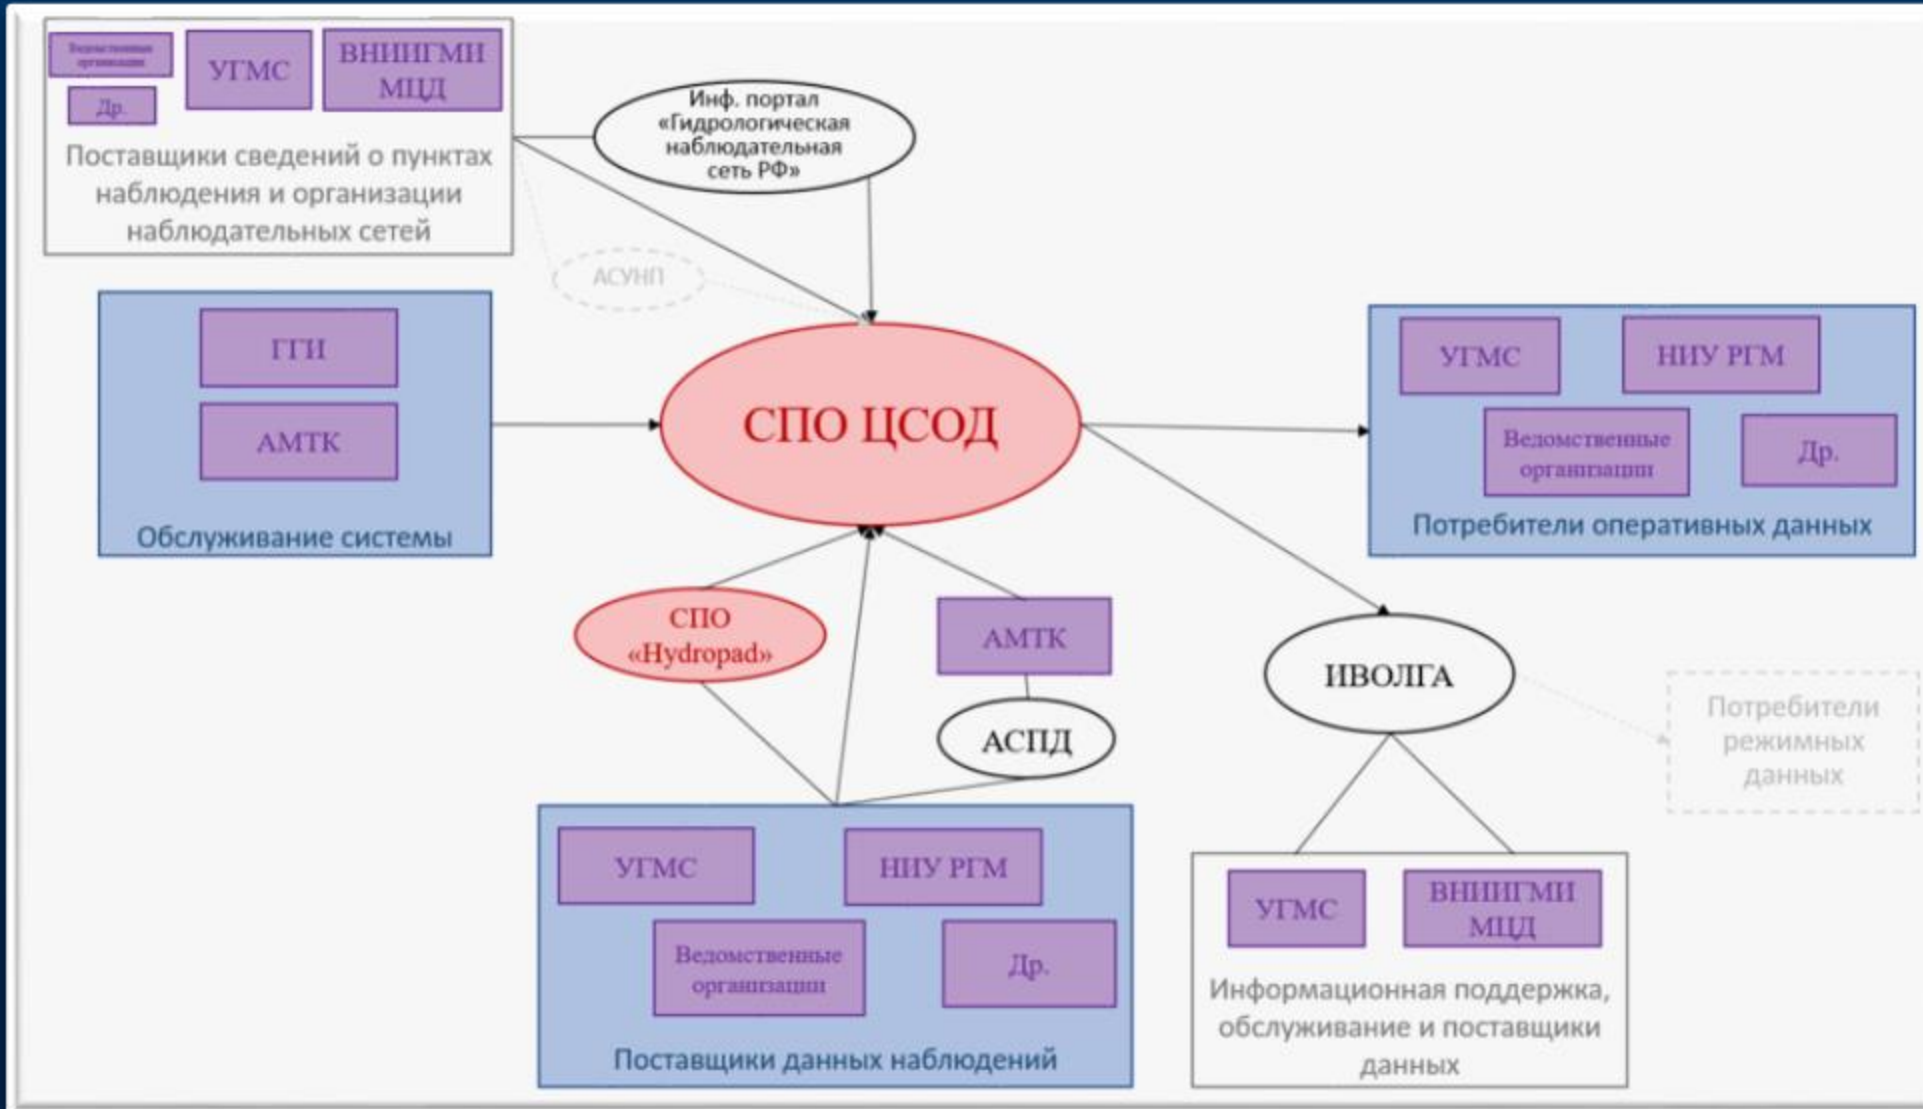 Ведомственные
организации
Др.
УГМС
ВНИИГМИ
МЦД
Поставщики сведений о пунктах
наблюдения и организации
наблюдательных сетей
Инф. портал
«Гидрологическая
наблюдательная
сеть РФ»
АСУНП
ГГИ
АМТК
Обслуживание системы
СПО ЦСОД
УГМС
НИУ РГМ
Ведомственные
организации
Др.
Потребители оперативных данных
СПО
«Hydropad»
АМТК
АСПД
ИВОЛГА
Потребители
режимных
данных
УГМС
НИУ РГМ
Ведомственные
организации
Др.
Поставщики данных наблюдений
УГМС
ВНИИГМИ
МЦД
Информационная поддержка,
обслуживание и поставщики
данных